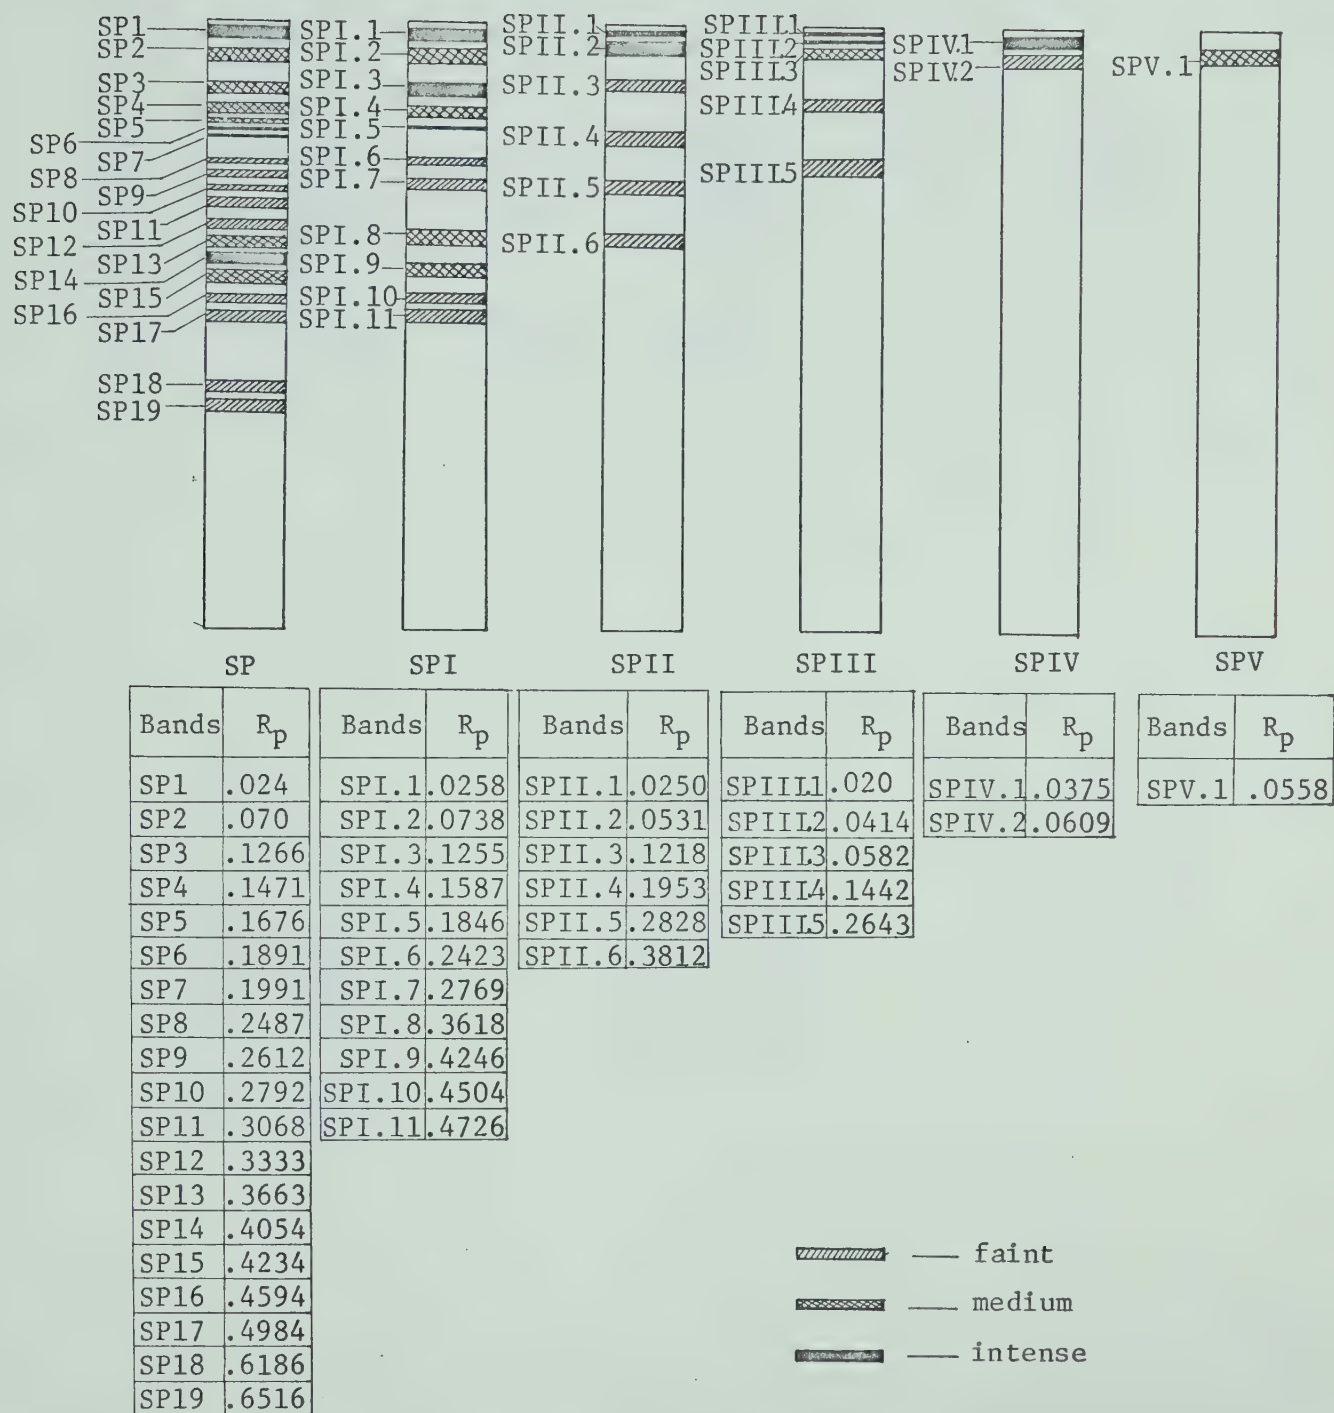 SP1
SP2
SP3
SP4
SP5
SP6
SP7
SP8
SP9
SP10
SP11
SP12
SP13
SP14
SP15
SP16
SP17
SP18
SP19
SPI.1
SPI.2
SPI.3
SPI.4
SPI.5
SPI.6
SPI.7
SPI.8
SPI.9
SPI.10
SPI.11
SPII.1
SPII.2
SPII.3
SPII.4
SPII.5
SPII.6
SPIII.1
SPIII.2
SPIII.3
SPIII.4
SPIII.5
SPIV.1
SPIV.2
SPV.1
SP SPI SPII SPIII SPIV SPV
Bands Rp
SP1 .024
SP2 .070
SP3 .1266
SP4 .1471
SP5 .1676
SP6 .1891
SP7 .1991
SP8 .2487
SP9 .2612
SP10 .2792
SP11 .3068
SP12 .3333
SP13 .3663
SP14 .4054
SP15 .4234
SP16 .4594
SP17 .4984
SP18 .6186
SP19 .6516
Bands Rp
SPI.1 .0258
SPI.2 .0738
SPI.3 .1255
SPI.4 .1587
SPI.5 .1846
SPI.6 .2423
SPI.7 .2769
SPI.8 .3618
SPI.9 .4246
SPI.10 .4504
SPI.11 .4726
Bands Rp
SPII.1 .0250
SPII.2 .0531
SPII.3 .1218
SPII.4 .1953
SPII.5 .2828
SPII.6 .3812
Bands Rp
SPIII.1 .020
SPIII.2 .0414
SPIII.3 .0582
SPIII.4 .1442
SPIII.5 .2643
Bands Rp
SPIV.1 .0375
SPIV.2 .0609
Bands Rp
SPV.1 .0558
— faint
— medium
— intense